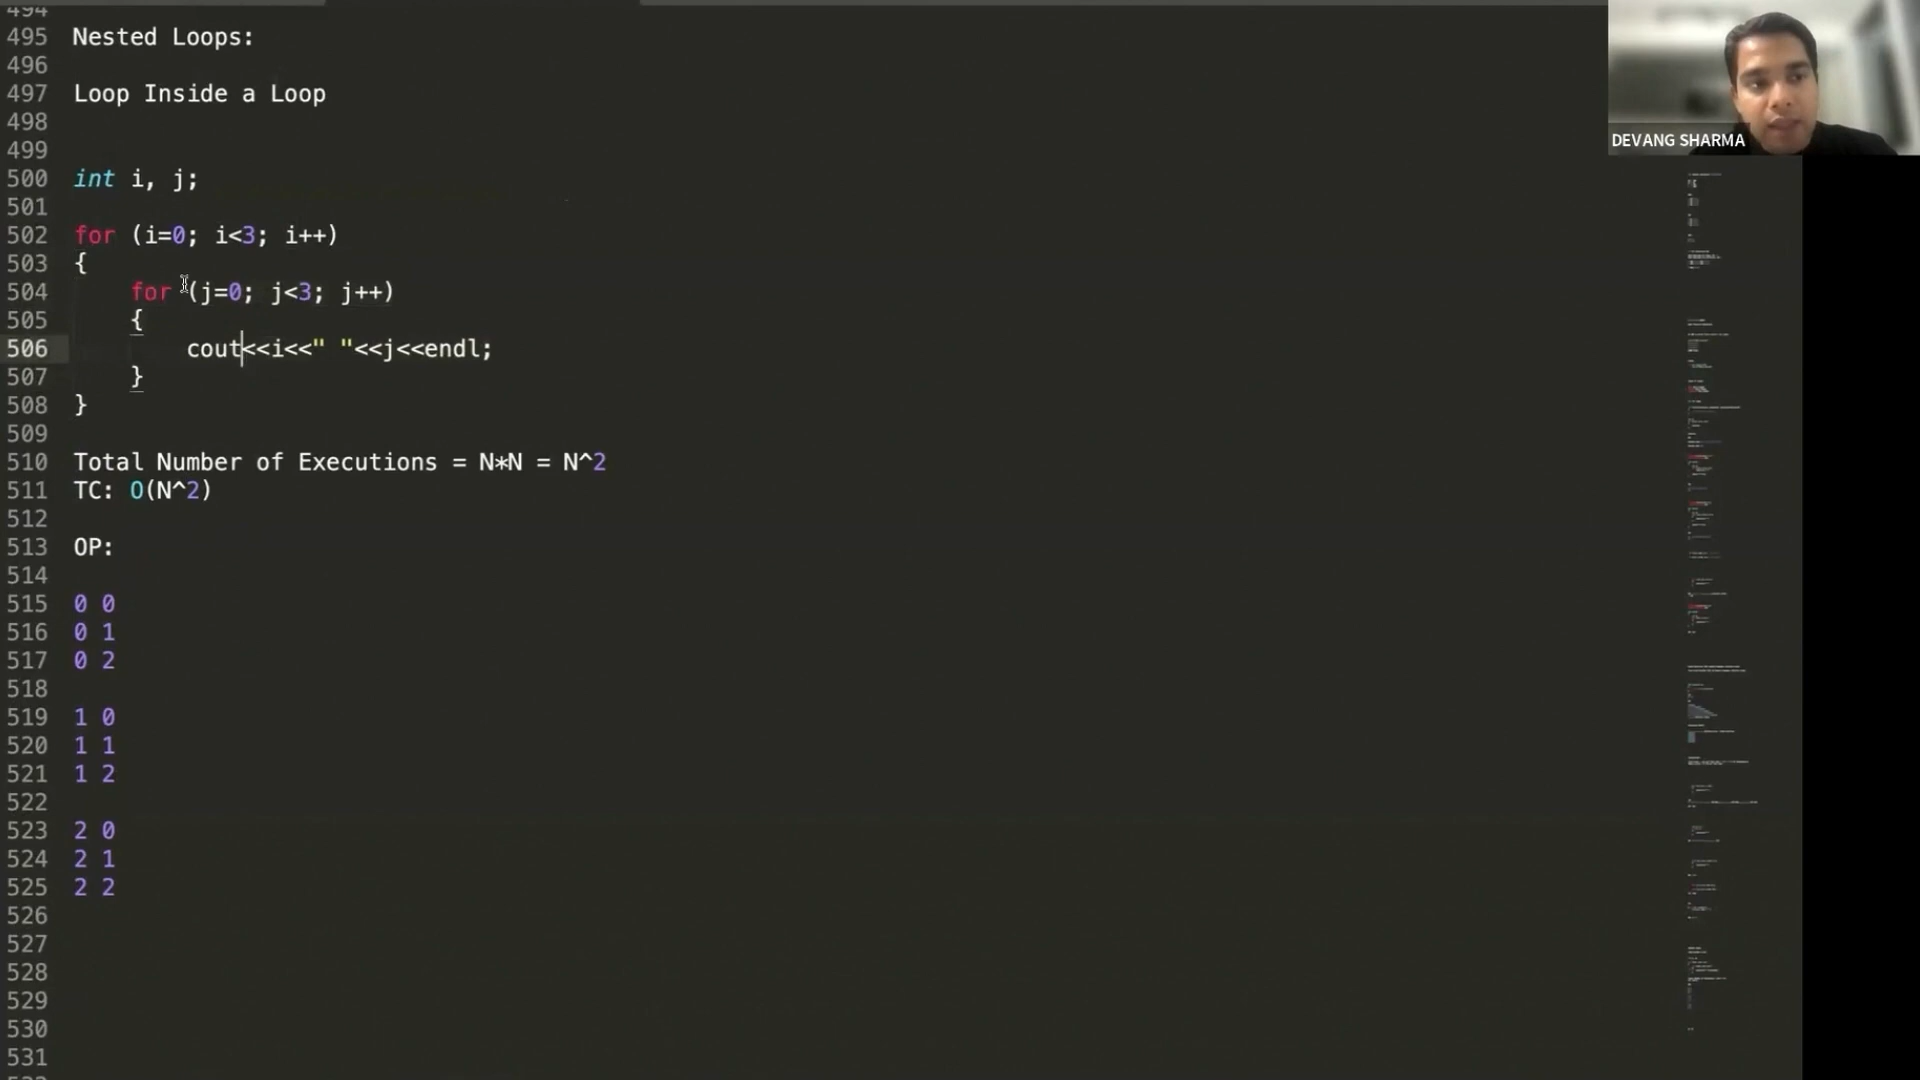 494
495 Nested Loops:
496
497 Loop Inside a Loop
498
499
500 int i, j;
501
502 for (i=0; i<3; i++)
503 {
504     for (j=0; j<3; j++)
505     {
506         cout<<i<<" "<<j<<endl;
507     }
508 }
509
510 Total Number of Executions = N*N = N^2
511 TC: O(N^2)
512
513 OP:
514
515 0 0
516 0 1
517 0 2
518
519 1 0
520 1 1
521 1 2
522
523 2 0
524 2 1
525 2 2
526
527
528
529
530
531
DEVANG SHARMA